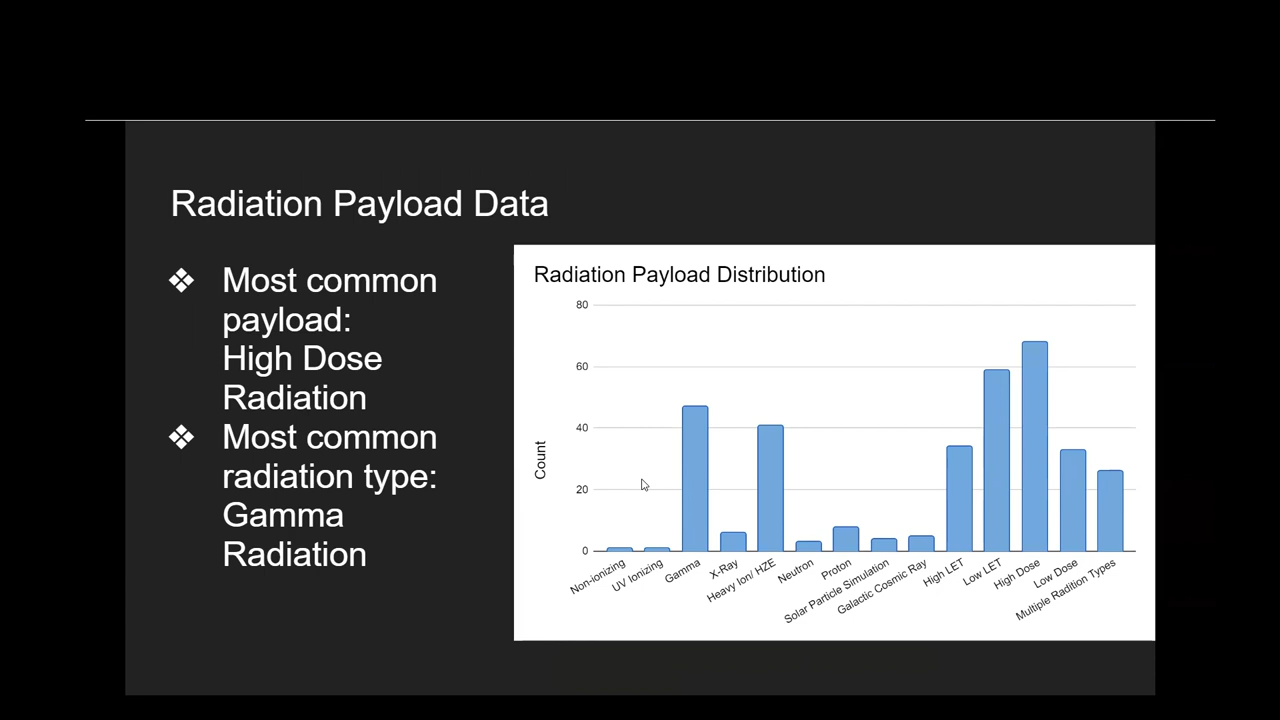 Radiation Payload Data
❖ Most common
payload:
High Dose
Radiation
❖ Most common
radiation type:
Gamma
Radiation
Radiation Payload Distribution
80
60
40
20
0
Count
Non-ionizing
UV Ionizing
Gamma
X-Ray
Heavy Ion/ HZE
Neutron
Proton
Solar Particle Simulation
Galactic Cosmic Ray
High LET
Low LET
High Dose
Low Dose
Multiple Radition Types